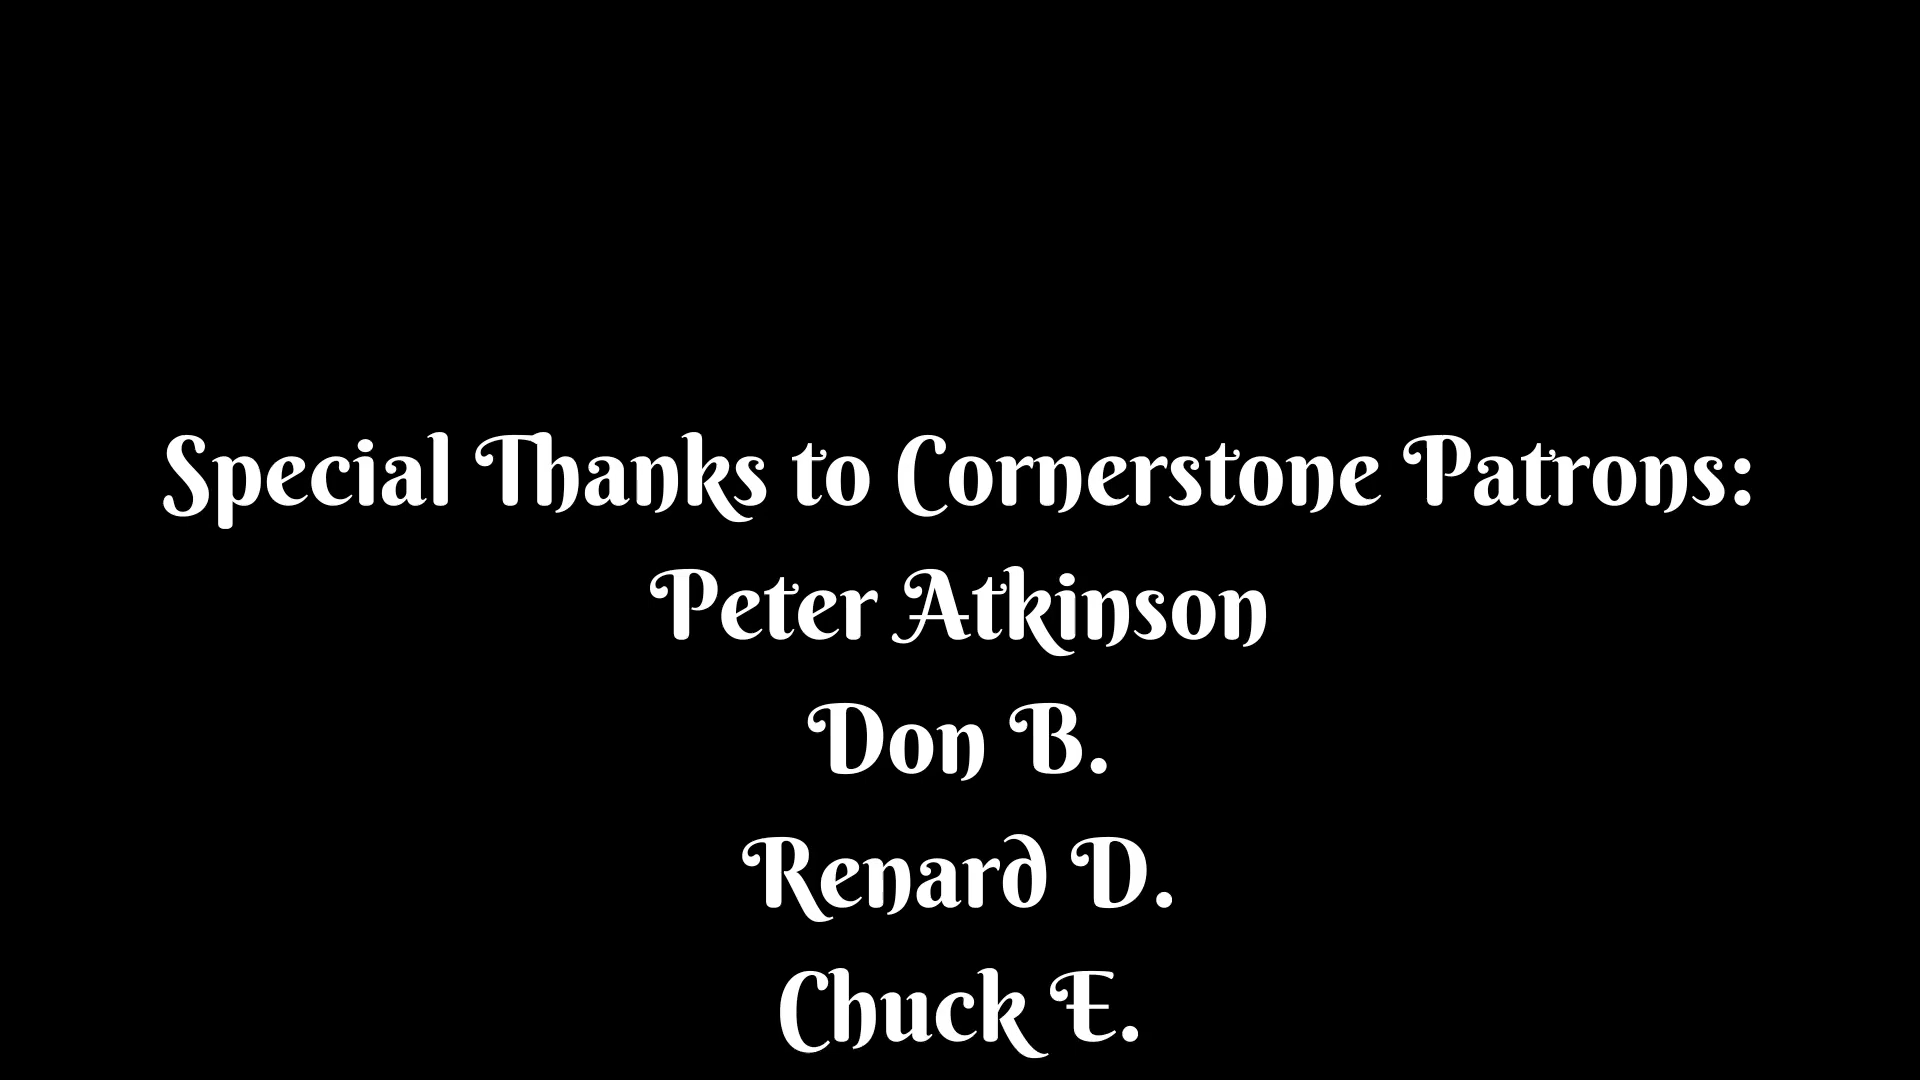 Special Thanks to Cornerstone Patrons:
Peter Atkinson
Don B.
Renard D.
Chuck E.